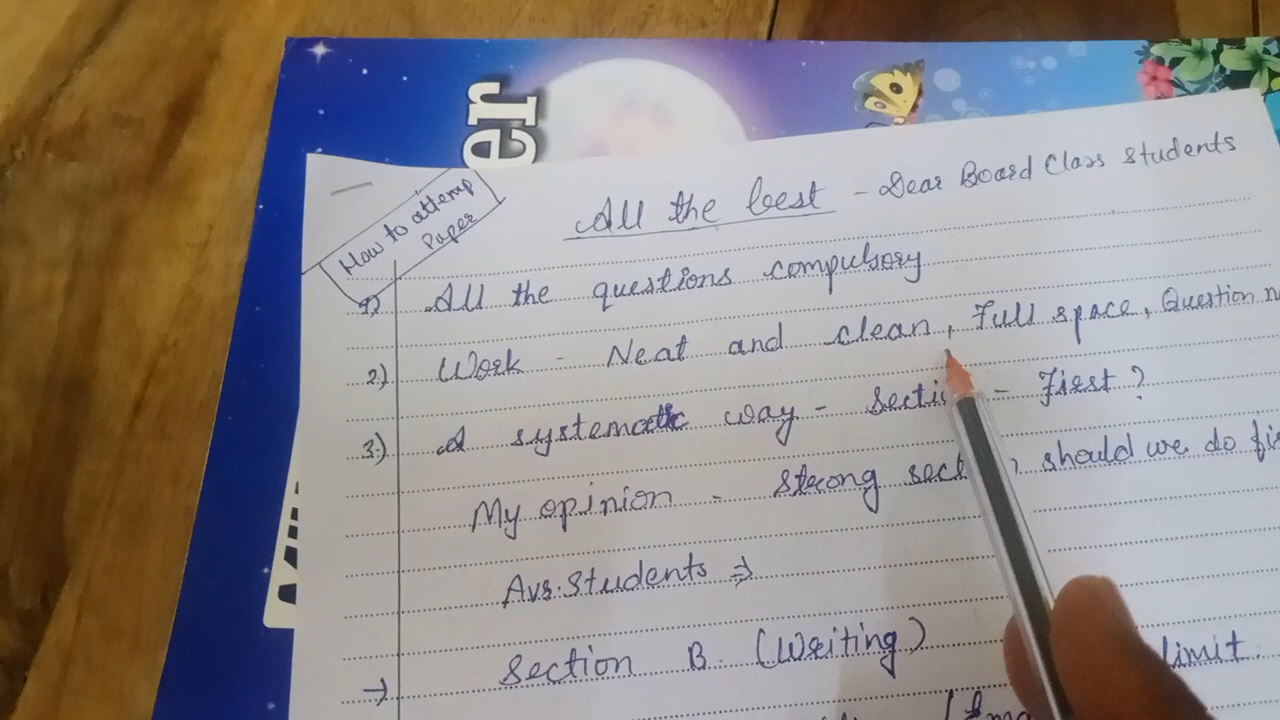 er
How to attemp
Paper
All the best - Dear Board Class students
1) All the questions compulsory
2) Work - Neat and clean, Full space, Question n
3) A systematic way - Secti - First?
My opinion - Strong sect should we do fi
Avg. Students ⇒
→ Section B. (Writing) limit.